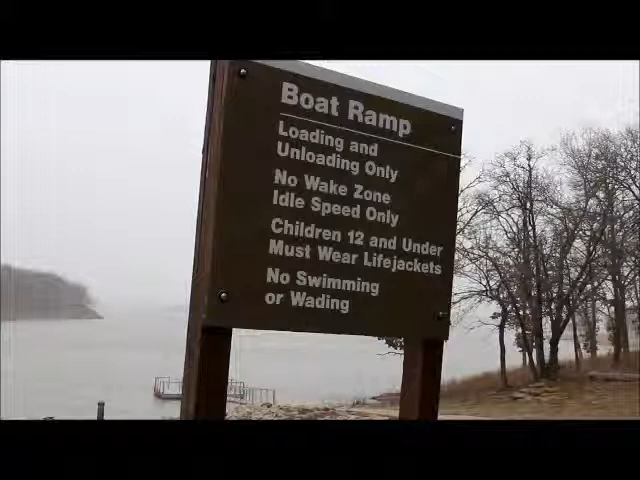 Boat Ramp
Loading and
Unloading Only
No Wake Zone
Idle Speed Only
Children 12 and Under
Must Wear Lifejackets
No Swimming
or Wading